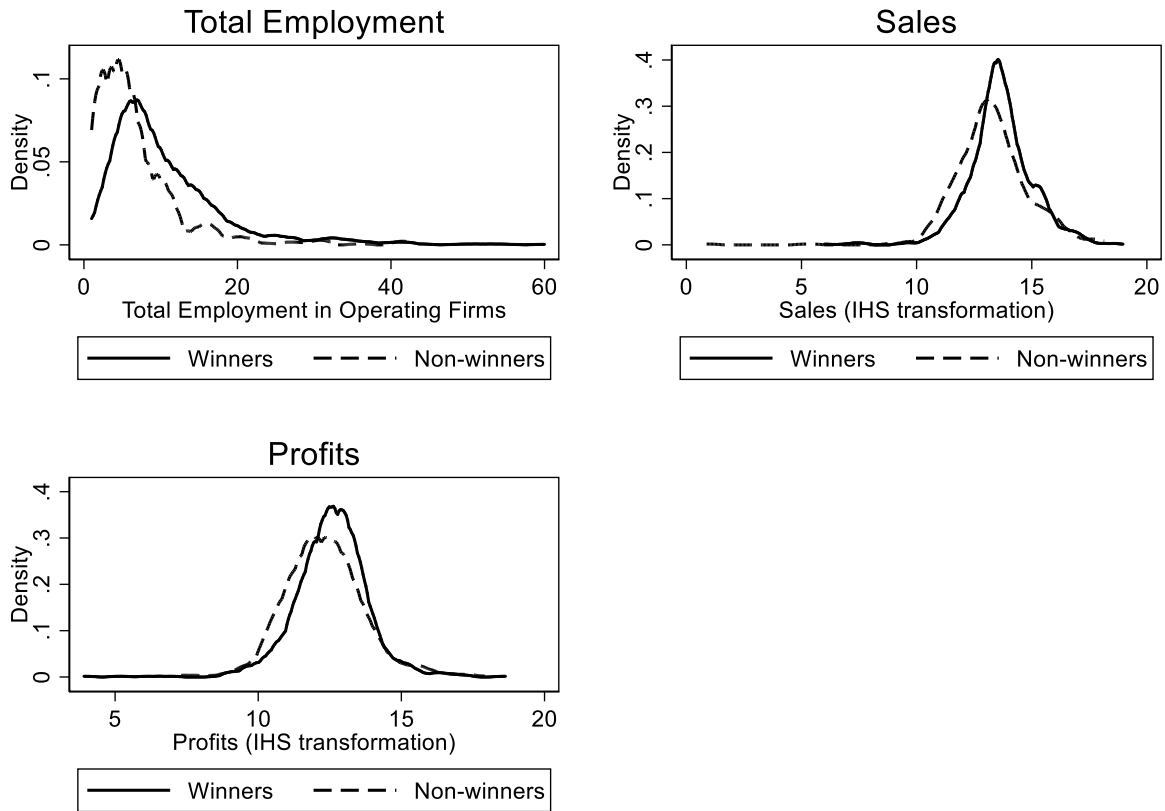 Total Employment
Density
.1
.05
0
0 20 40 60
Total Employment in Operating Firms
Winners Non-winners
Sales
Density
.4
.3
.2
.1
0
0 5 10 15 20
Sales (IHS transformation)
Winners Non-winners
Profits
Density
.4
.3
.2
.1
0
5 10 15 20
Profits (IHS transformation)
Winners Non-winners